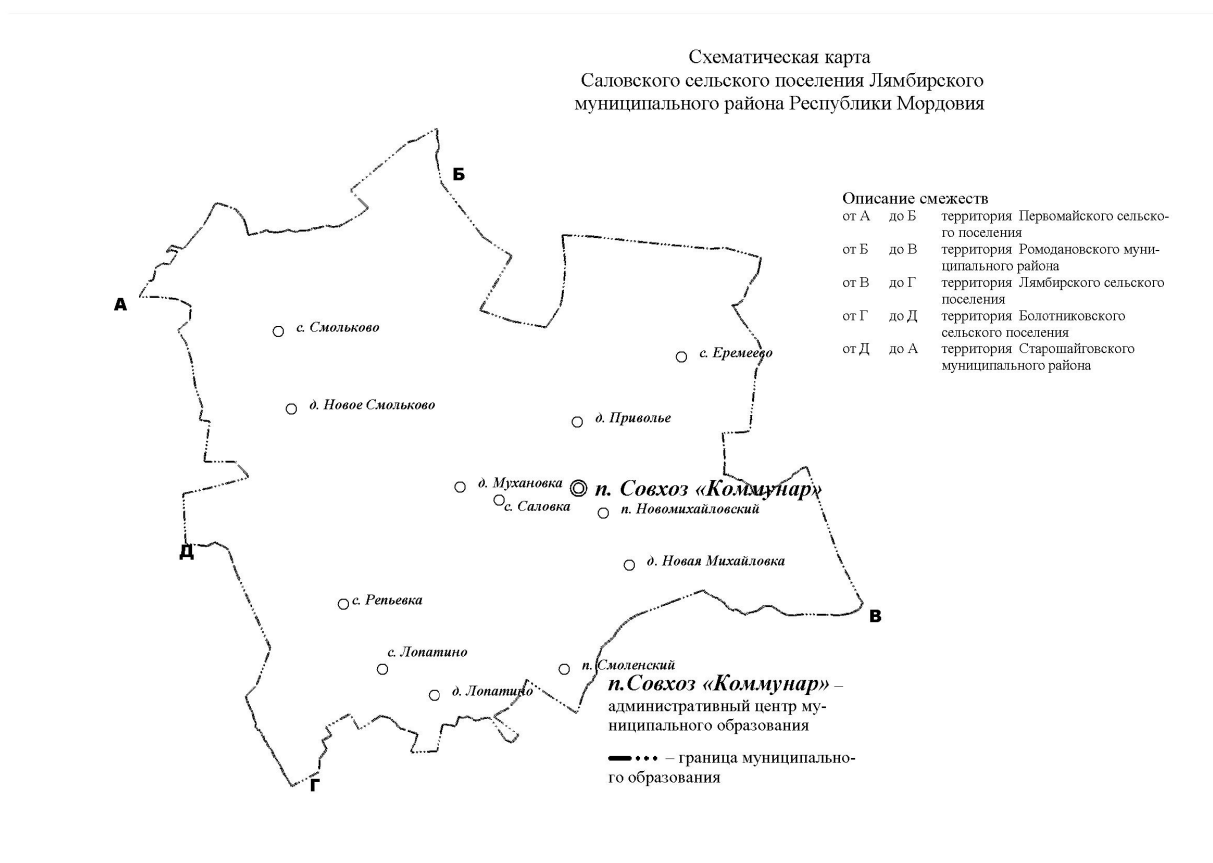 Схематическая карта
Саловского сельского поселения Лямбирского
муниципального района Республики Мордовия
Б
Описание смежеств
от А до Б территория Первомайского сельско-
го поселения
от Б до В территория Ромодановского муни-
ципального района
от В до Г территория Лямбирского сельского
поселения
от Г до Д территория Болотниковского
сельского поселения
от Д до А территория Старошайговского
муниципального района
А
с. Смольково
с. Еремеево
д. Новое Смольково
д. Приволье
д. Мухановка
п. Совхоз «Коммунар»
с. Саловка
п. Новомихайловский
Д
д. Новая Михайловка
с. Репьевка
В
с. Лопатино
п. Смоленский
д. Лопатино
п.Совхоз «Коммунар» –
административный центр му-
ниципального образования
– граница муниципально-
го образования
Г